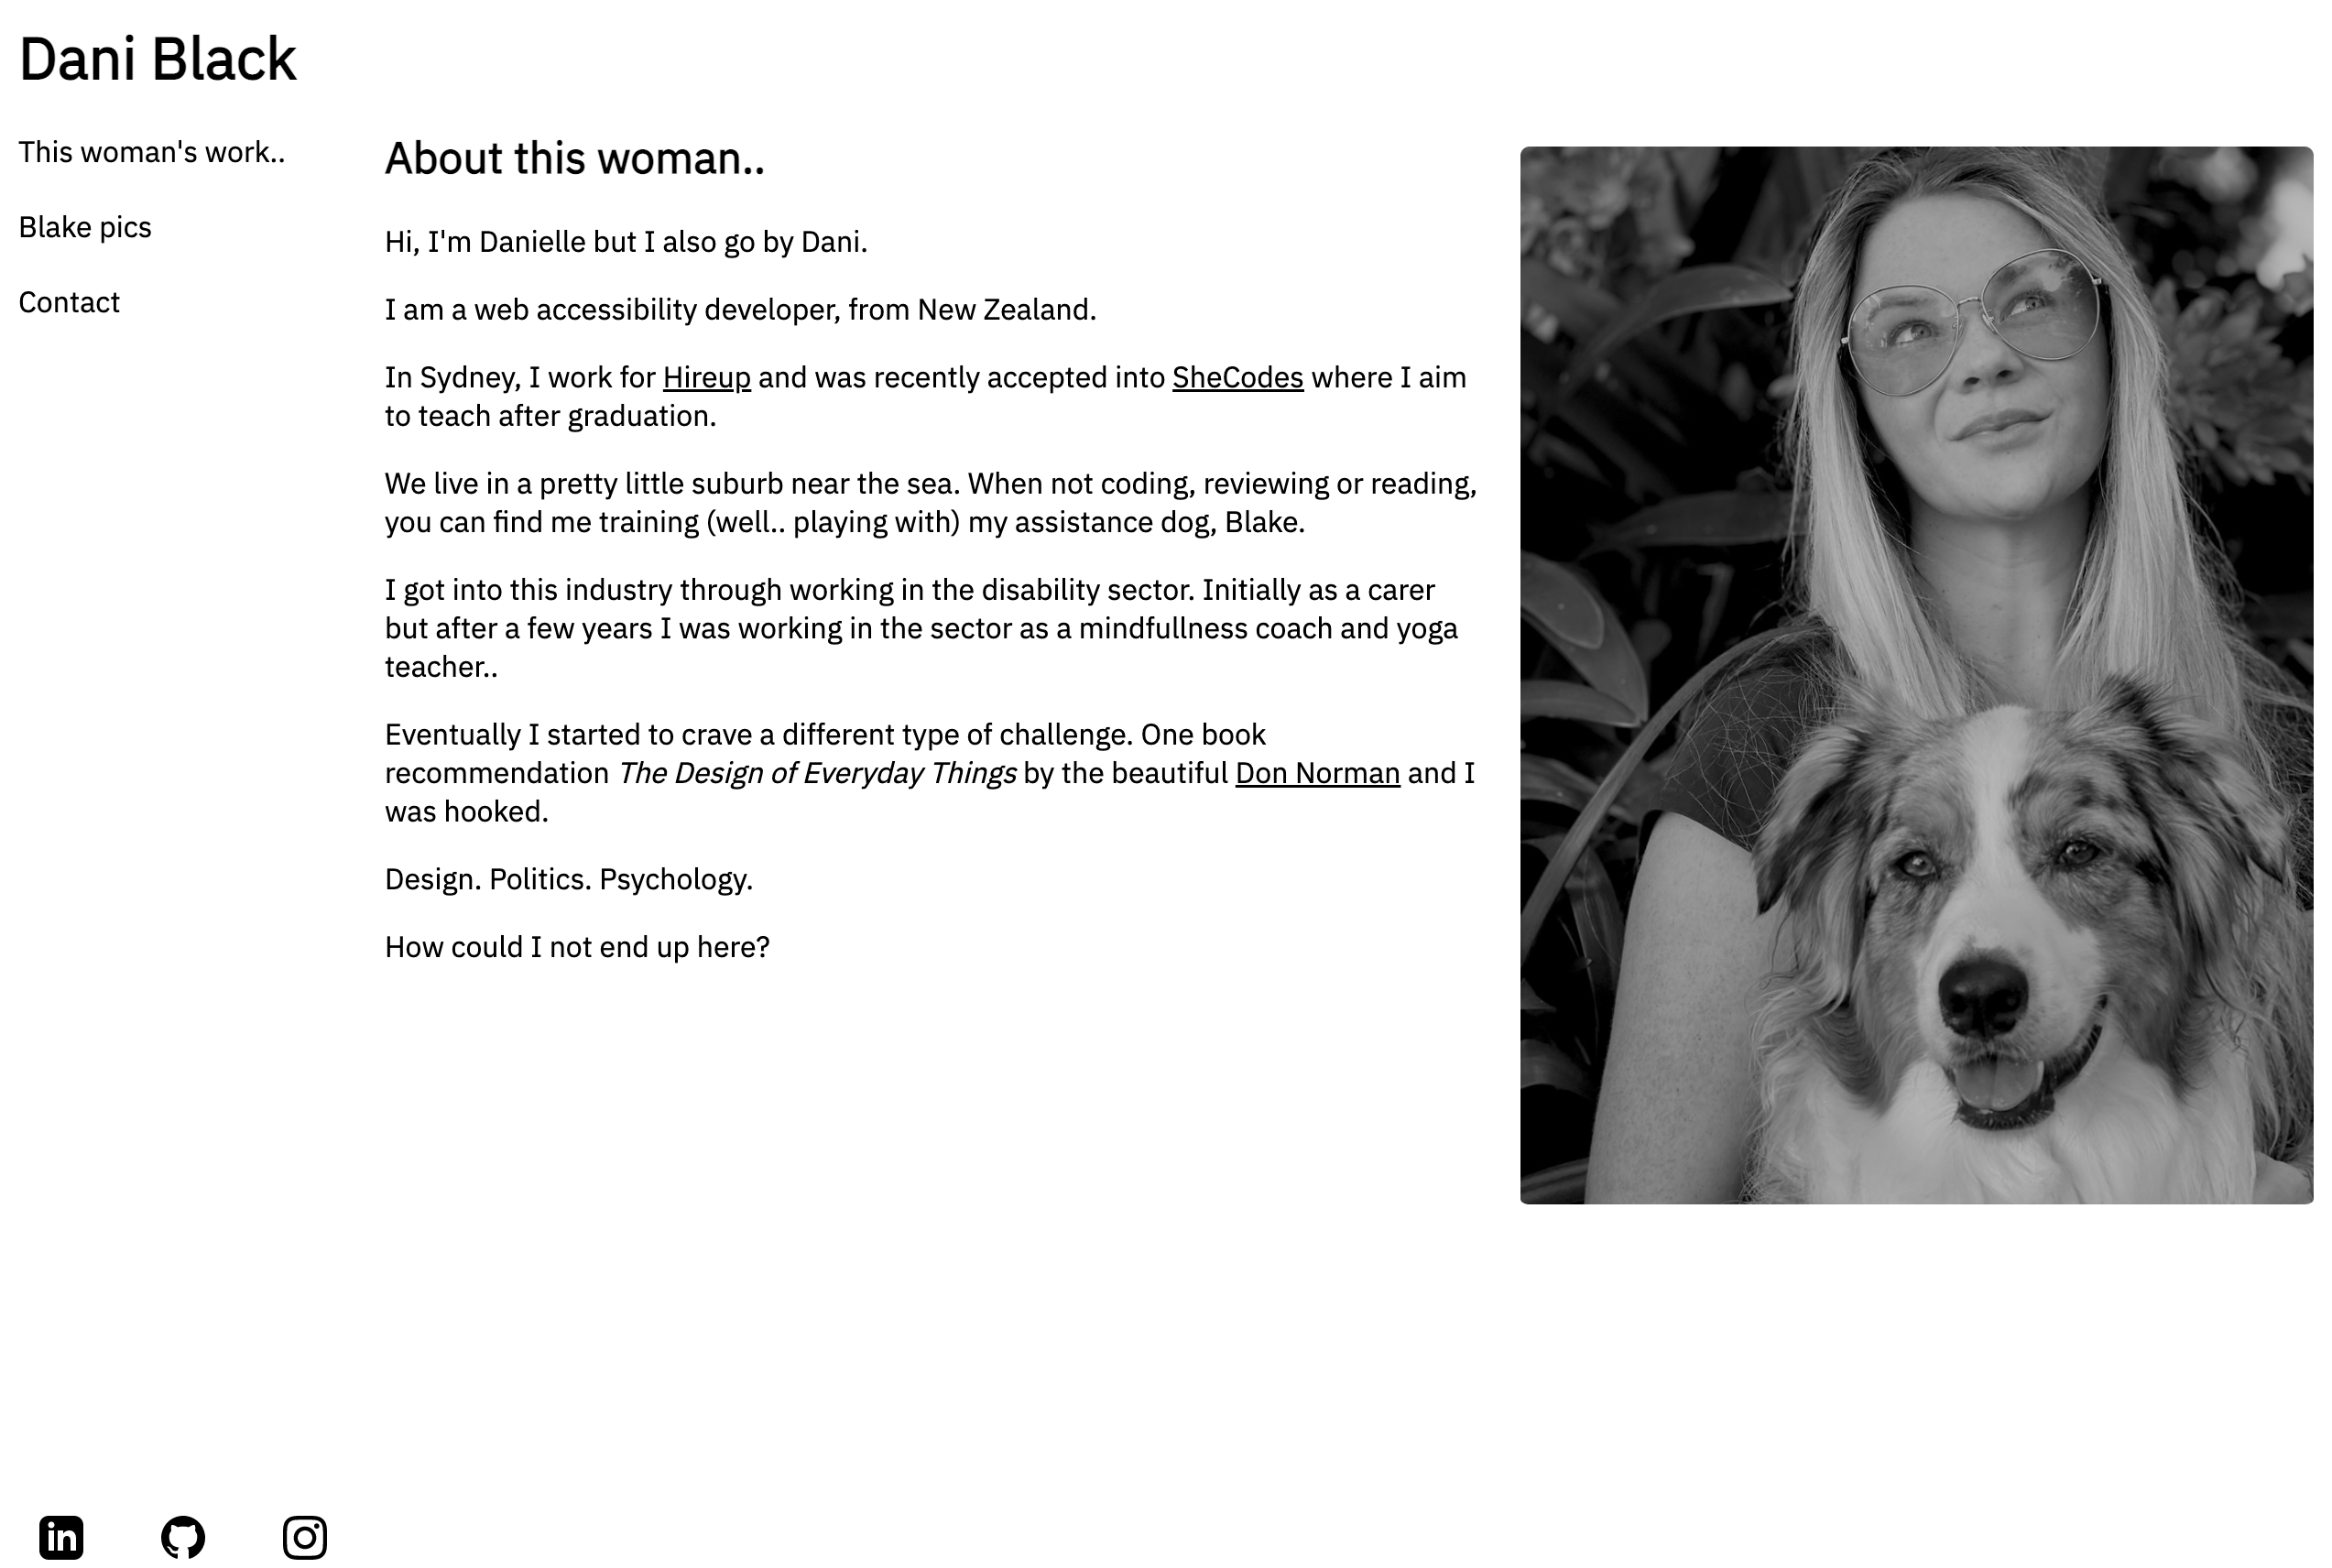 Dani Black
This woman's work..
Blake pics
Contact
About this woman..
Hi, I'm Danielle but I also go by Dani.
I am a web accessibility developer, from New Zealand.
In Sydney, I work for Hireup and was recently accepted into SheCodes where I aim
to teach after graduation.
We live in a pretty little suburb near the sea. When not coding, reviewing or reading,
you can find me training (well.. playing with) my assistance dog, Blake.
I got into this industry through working in the disability sector. Initially as a carer
but after a few years I was working in the sector as a mindfullness coach and yoga
teacher..
Eventually I started to crave a different type of challenge. One book
recommendation The Design of Everyday Things by the beautiful Don Norman and I
was hooked.
Design. Politics. Psychology.
How could I not end up here?
in